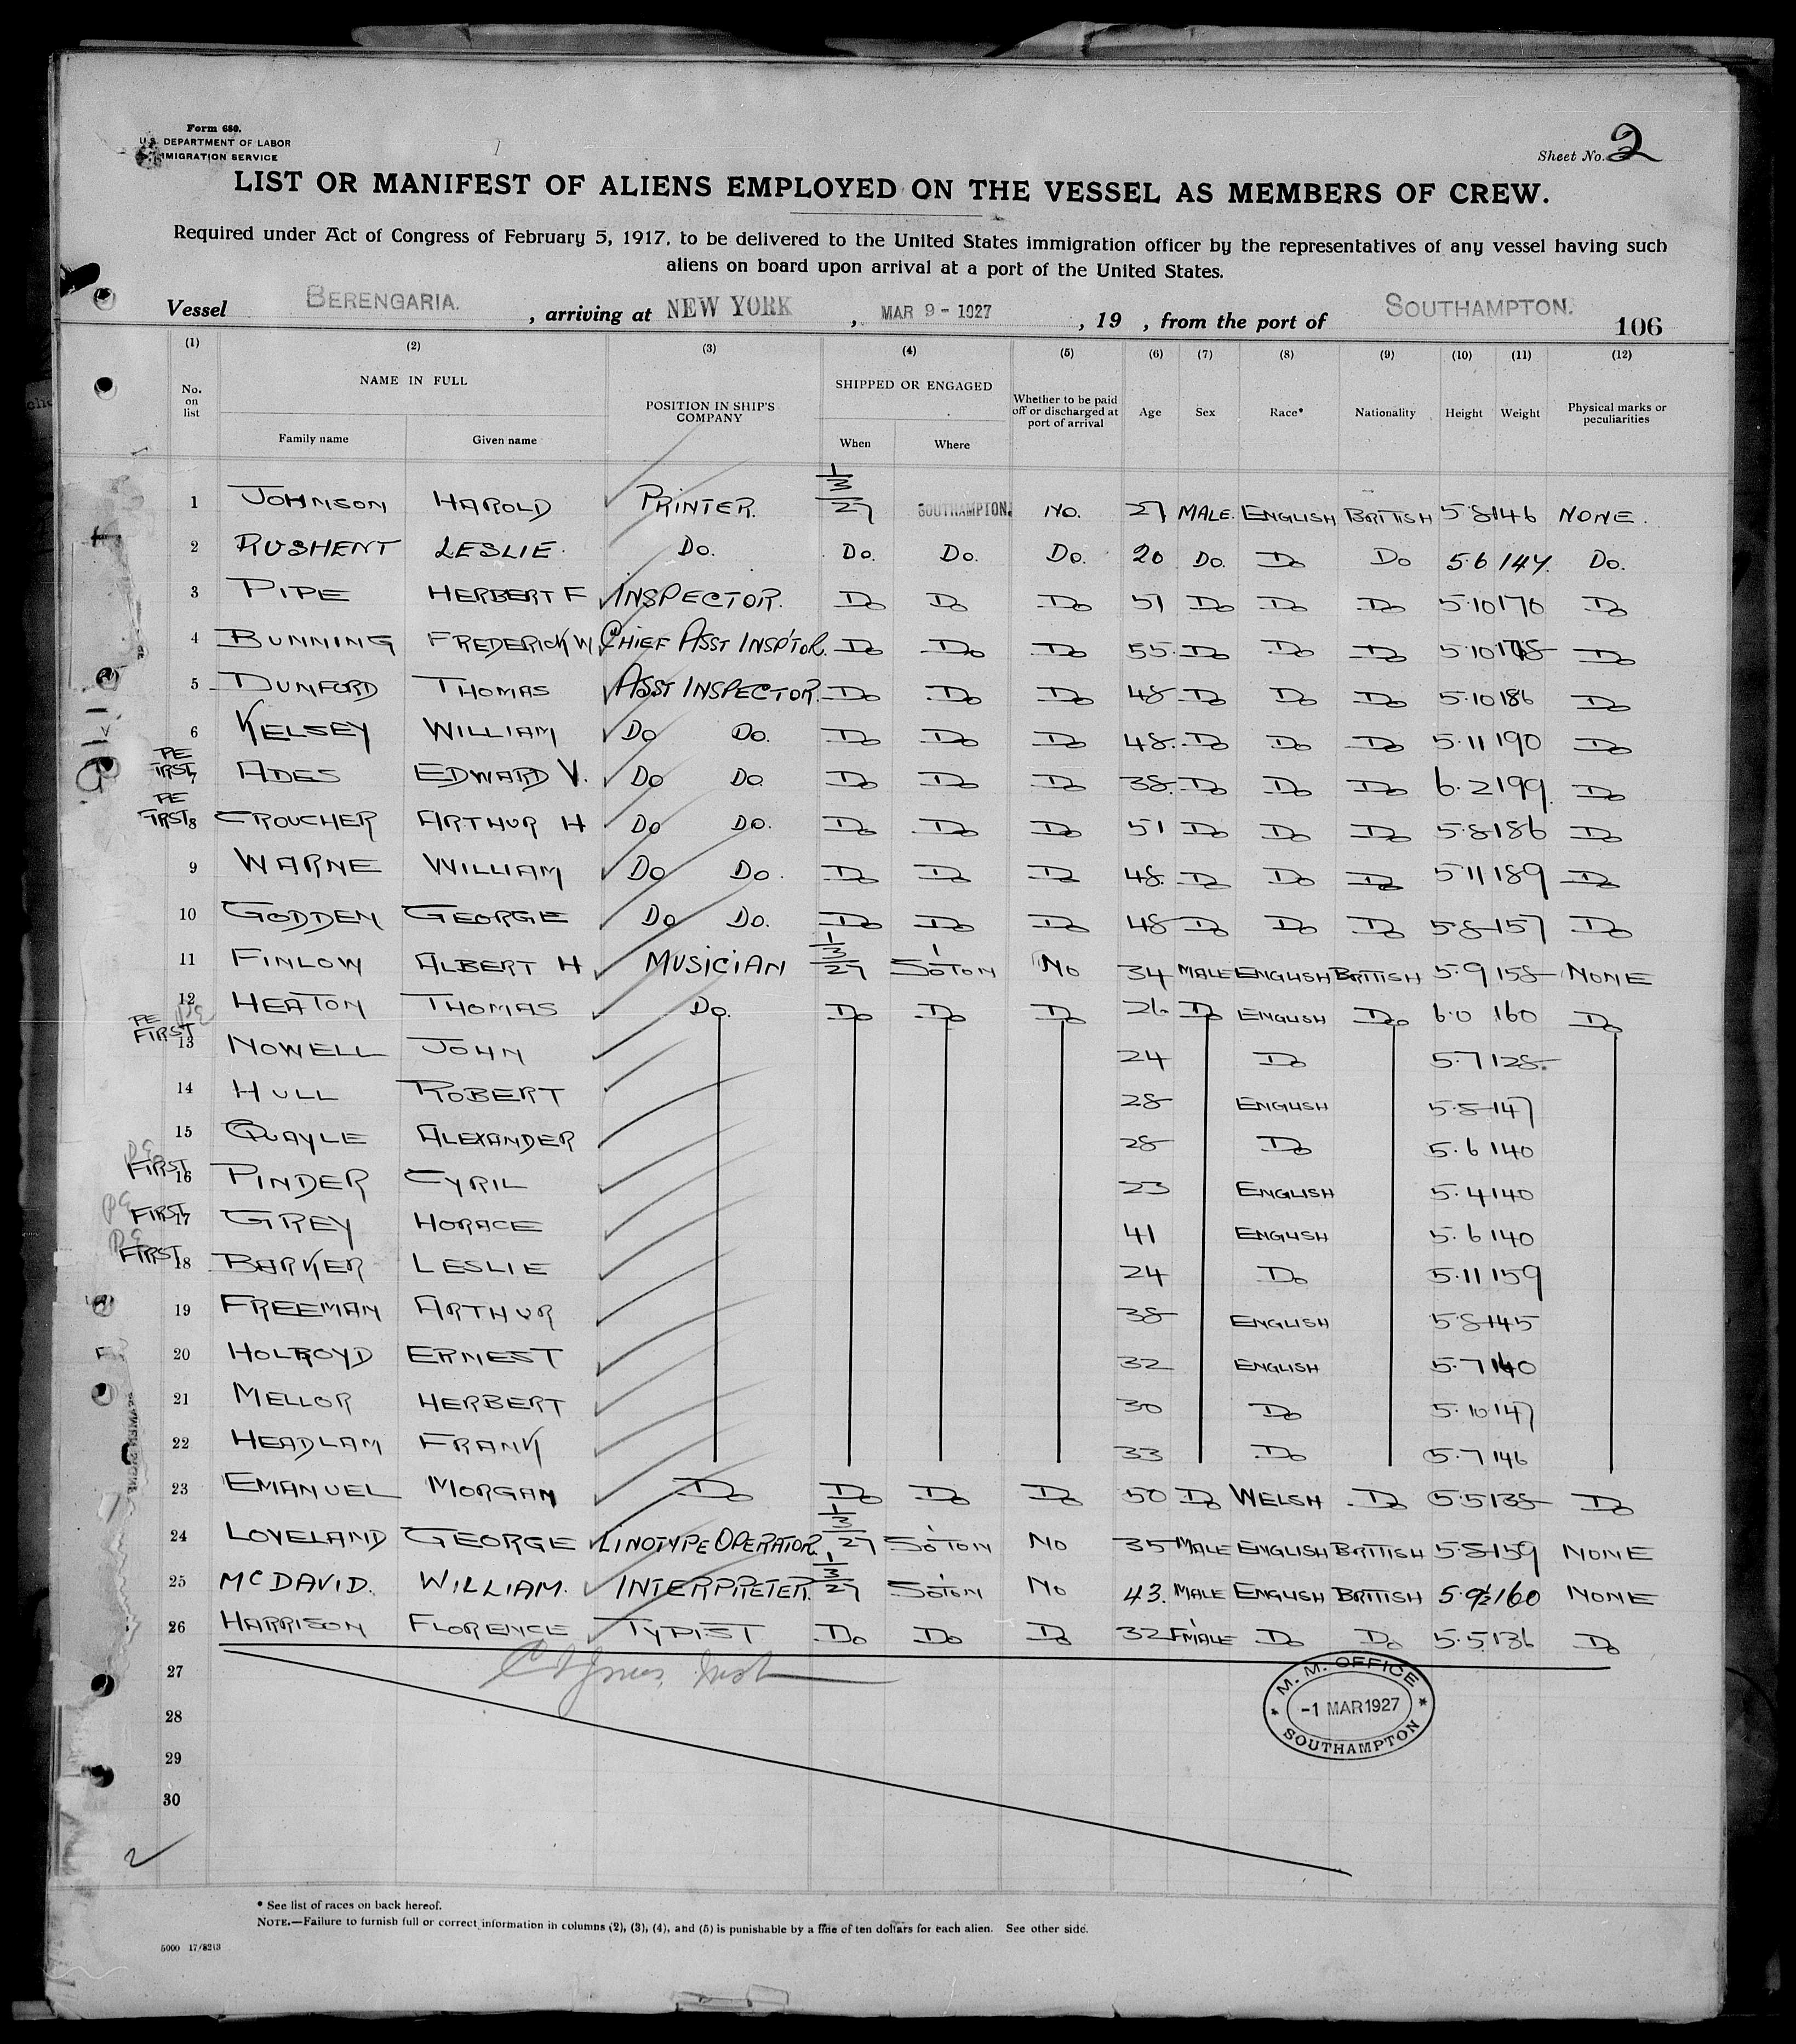 Form 680.
U.S. DEPARTMENT OF LABOR
IMMIGRATION SERVICE
Sheet No. 2
LIST OR MANIFEST OF ALIENS EMPLOYED ON THE VESSEL AS MEMBERS OF CREW.
Required under Act of Congress of February 5, 1917, to be delivered to the United States immigration officer by the representatives of any vessel having such
aliens on board upon arrival at a port of the United States.
Vessel BERENGARIA. , arriving at NEW YORK , MAR 9 - 1927 , 19 , from the port of SOUTHAMPTON.
106
(1) (2) (3) (4) (5) (6) (7) (8) (9) (10) (11) (12)
No. on list NAME IN FULL Family name Given name POSITION IN SHIP'S COMPANY SHIPPED OR ENGAGED When Where Whether to be paid off or discharged at port of arrival Age Sex Race* Nationality Height Weight Physical marks or peculiarities
1 JOHNSON HAROLD PRINTER. 1/3/27 SOUTHAMPTON. NO. 27 MALE. ENGLISH BRITISH 5.8 146 NONE.
2 RUSHENT LESLIE. DO. DO. DO. DO. 20 DO. DO DO 5.6 147. DO.
3 PIPE HERBERT F INSPECTOR. DO DO DO 51 DO DO DO 5.10 170 DO
4 BUNNING FREDERICK W CHIEF ASST INSP'TOR. DO DO DO 55. DO DO DO 5.10 DO
5 DUNFORD THOMAS ASST INSPECTOR. DO DO DO 48 DO DO DO 5.10 186 DO
6 KELSEY WILLIAM DO DO. DO DO DO 48. DO DO DO 5.11 190 DO
PE FIRST 7 ADES EDWARD V. DO DO DO DO DO 38. DO DO DO 6.2 199. DO
PE FIRST 8 CROUCHER ARTHUR H DO DO. DO DO DO 51 DO DO DO 5.8 186 DO
9 WARNE WILLIAM DO DO. DO DO DO 48. DO DO DO 5 11 189 DO
10 GODDEN GEORGE DO DO. DO DO DO 48 DO DO DO 5.8 157 DO
11 FINLOW ALBERT H MUSICIAN 1/3/27 SO'TON NO 34 MALE ENGLISH BRITISH 5.9 158 NONE
12 HEATON THOMAS DO. DO DO DO 26 DO ENGLISH DO 6.0 160 DO
PE FIRST 13 NOWELL JOHN 24 DO 5.7 128.
14 HULL ROBERT 28 ENGLISH 5.8 147
15 QUAYLE ALEXANDER 28 DO 5.6 140
PE FIRST 16 PINDER CYRIL 23 ENGLISH 5.4 140
PE FIRST 17 GREY HORACE 41 ENGLISH 5.6 140
PE FIRST 18 BARKER LESLIE 24 DO 5.11 159
19 FREEMAN ARTHUR 38 ENGLISH 5.8 145
20 HOLROYD ERNEST 32 ENGLISH 5.7 140
21 MELLOR HERBERT 30 DO 5.10 147
22 HEADLAM FRANK 33 DO 5.7 146
23 EMANUEL MORGAN DO DO DO DO 50 DO WELSH DO 5.5 138 DO
24 LOVELAND GEORGE LINOTYPE OPERATOR. 1/3/27 SO'TON NO 35 MALE ENGLISH BRITISH 5.8 159 NONE
25 MCDAVID. WILLIAM. INTERPRETER. 1/3/27 SO'TON NO 43. MALE ENGLISH BRITISH 5.9½ 160 NONE
26 HARRISON FLORENCE TYPIST DO DO DO 32 F'MALE DO DO 5.5 136 DO
27
28
29
30
M. M. OFFICE
-1 MAR 1927
SOUTHAMPTON
2
* See list of races on back hereof.
NOTE.—Failure to furnish full or correct information in columns (2), (3), (4), and (5) is punishable by a fine of ten dollars for each alien. See other side.
5000 17/8213